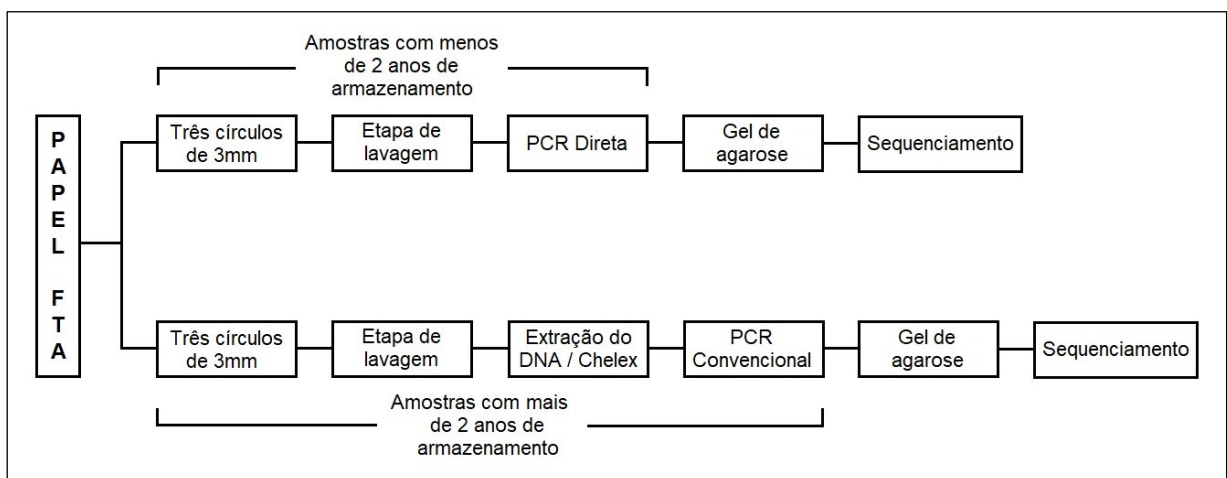 Amostras com menos
de 2 anos de
armazenamento
PAPEL FTA
Três círculos
de 3mm
Etapa de
lavagem
PCR Direta
Gel de
agarose
Sequenciamento
Três círculos
de 3mm
Etapa de
lavagem
Extração do
DNA / Chelex
PCR
Convencional
Gel de
agarose
Sequenciamento
Amostras com mais
de 2 anos de
armazenamento